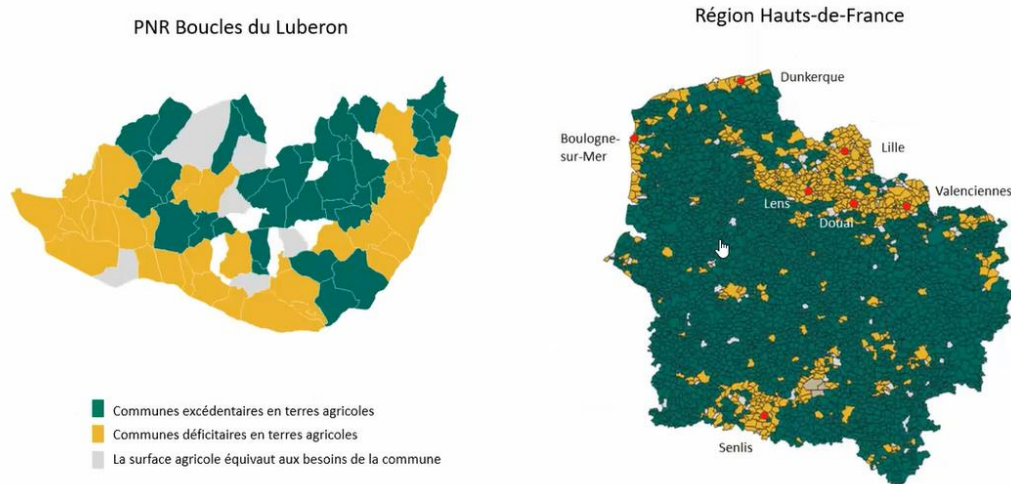 PNR Boucles du Luberon
Région Hauts-de-France
Dunkerque
Boulogne-
sur-Mer
Lille
Lens
Valenciennes
Douai
Senlis
Communes excédentaires en terres agricoles
Communes déficitaires en terres agricoles
La surface agricole équivaut aux besoins de la commune